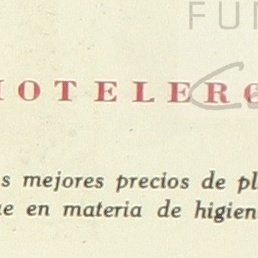 FUN
HOTELERO
s mejores precios de pl
e en materia de higien